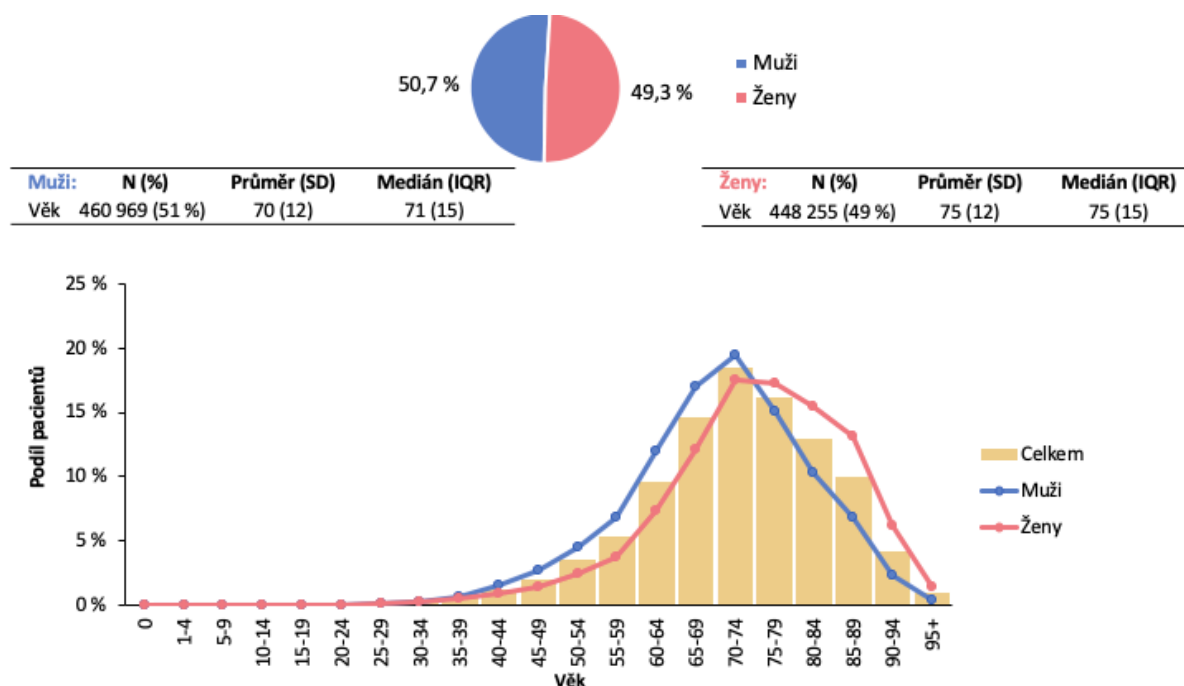 50,7 %
49,3 %
Muži
Ženy
Muži: N (%) Průměr (SD) Medián (IQR)
Věk 460 969 (51 %) 70 (12) 71 (15)
Ženy: N (%) Průměr (SD) Medián (IQR)
Věk 448 255 (49 %) 75 (12) 75 (15)
25 %
20 %
15 %
10 %
5 %
0 %
Podíl pacientů
0 1-4 5-9 10-14 15-19 20-24 25-29 30-34 35-39 40-44 45-49 50-54 55-59 60-64 65-69 70-74 75-79 80-84 85-89 90-94 95+
Věk
Celkem
Muži
Ženy